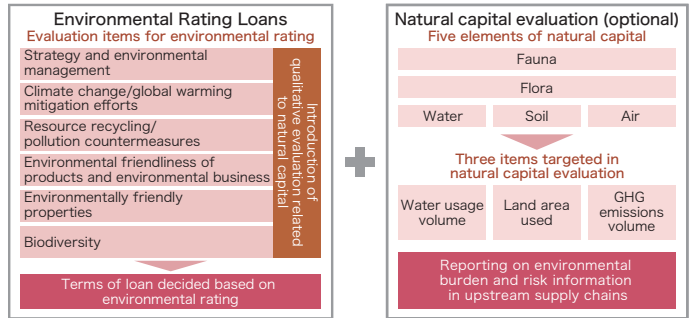 Environmental Rating Loans
Evaluation items for environmental rating
Strategy and environmental
management
Climate change/global warming
mitigation efforts
Resource recycling/
pollution countermeasures
Environmental friendliness of
products and environmental business
Environmentally friendly
properties
Biodiversity
Introduction of
qualitative evaluation related
to natural capital
Terms of loan decided based on
environmental rating
Natural capital evaluation (optional)
Five elements of natural capital
Fauna
Flora
Water
Soil
Air
Three items targeted in
natural capital evaluation
Water usage
volume
Land area
used
GHG
emissions
volume
Reporting on environmental
burden and risk information
in upstream supply chains